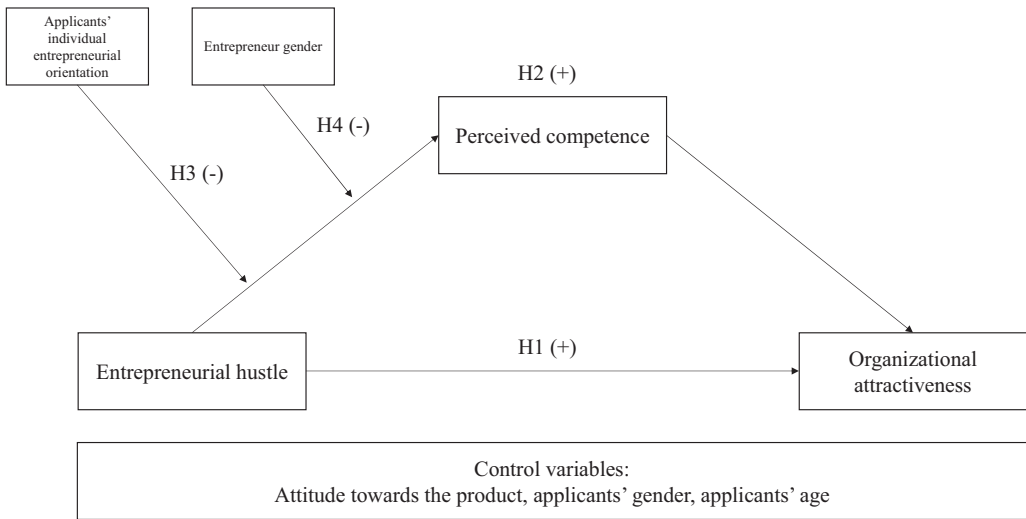 Applicants’
individual
entrepreneurial
orientation
Entrepreneur gender
H2 (+)
H4 (-)
Perceived competence
H3 (-)
H1 (+)
Entrepreneurial hustle
Organizational
attractiveness
Control variables:
Attitude towards the product, applicants’ gender, applicants’ age